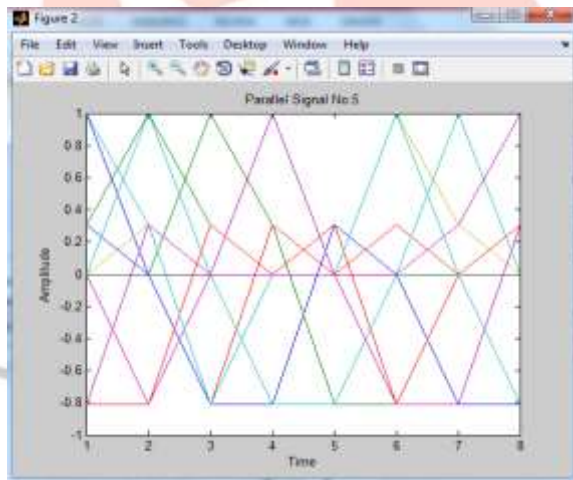 Figure 2
File Edit View Insert Tools Desktop Window Help
Parallel Signal No:5
Amplitude
1
0.8
0.6
0.4
0.2
0
-0.2
-0.4
-0.6
-0.8
-1
1 2 3 4 5 6 7 8
Time